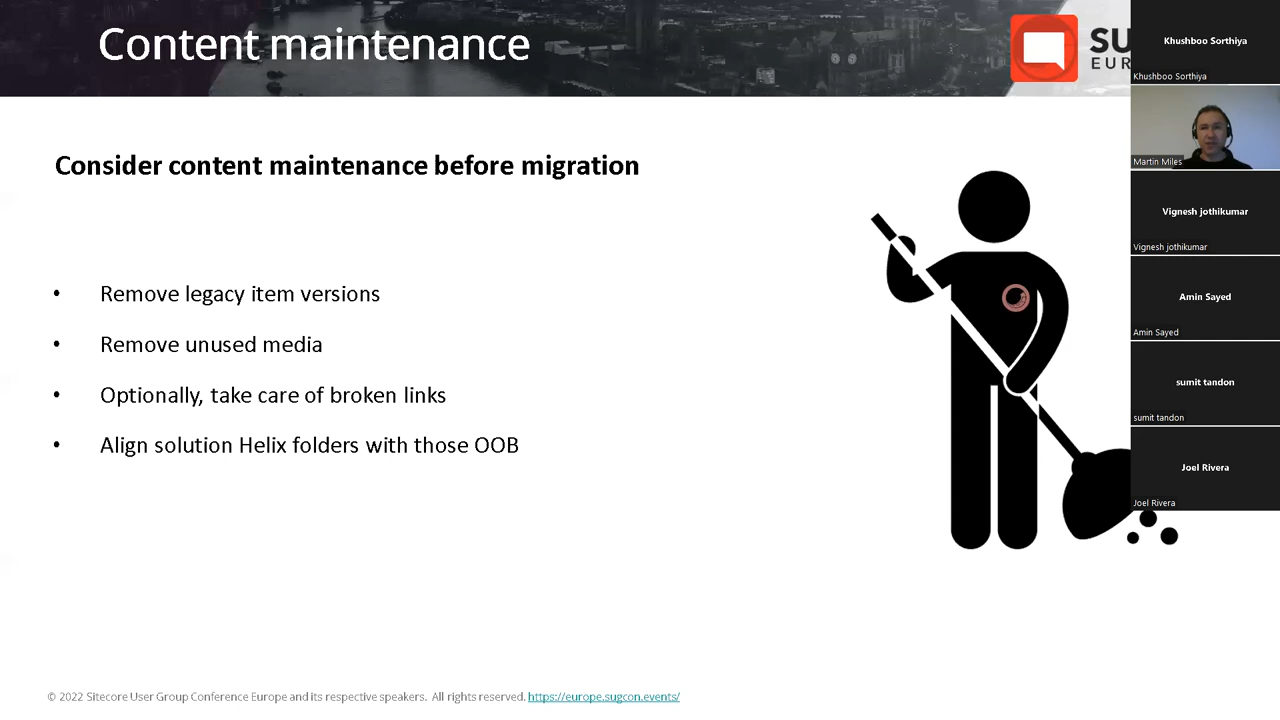 Content maintenance
SU
EUR
Consider content maintenance before migration
• Remove legacy item versions
• Remove unused media
• Optionally, take care of broken links
• Align solution Helix folders with those OOB
© 2022 Sitecore User Group Conference Europe and its respective speakers. All rights reserved. https://europe.sugcon.events/
Khushboo Sorthiya
Khushboo Sorthiya
Martin Miles
Vignesh jothikumar
Vignesh jothikumar
Amin Sayed
Amin Sayed
sumit tandon
sumit tandon
Joel Rivera
Joel Rivera